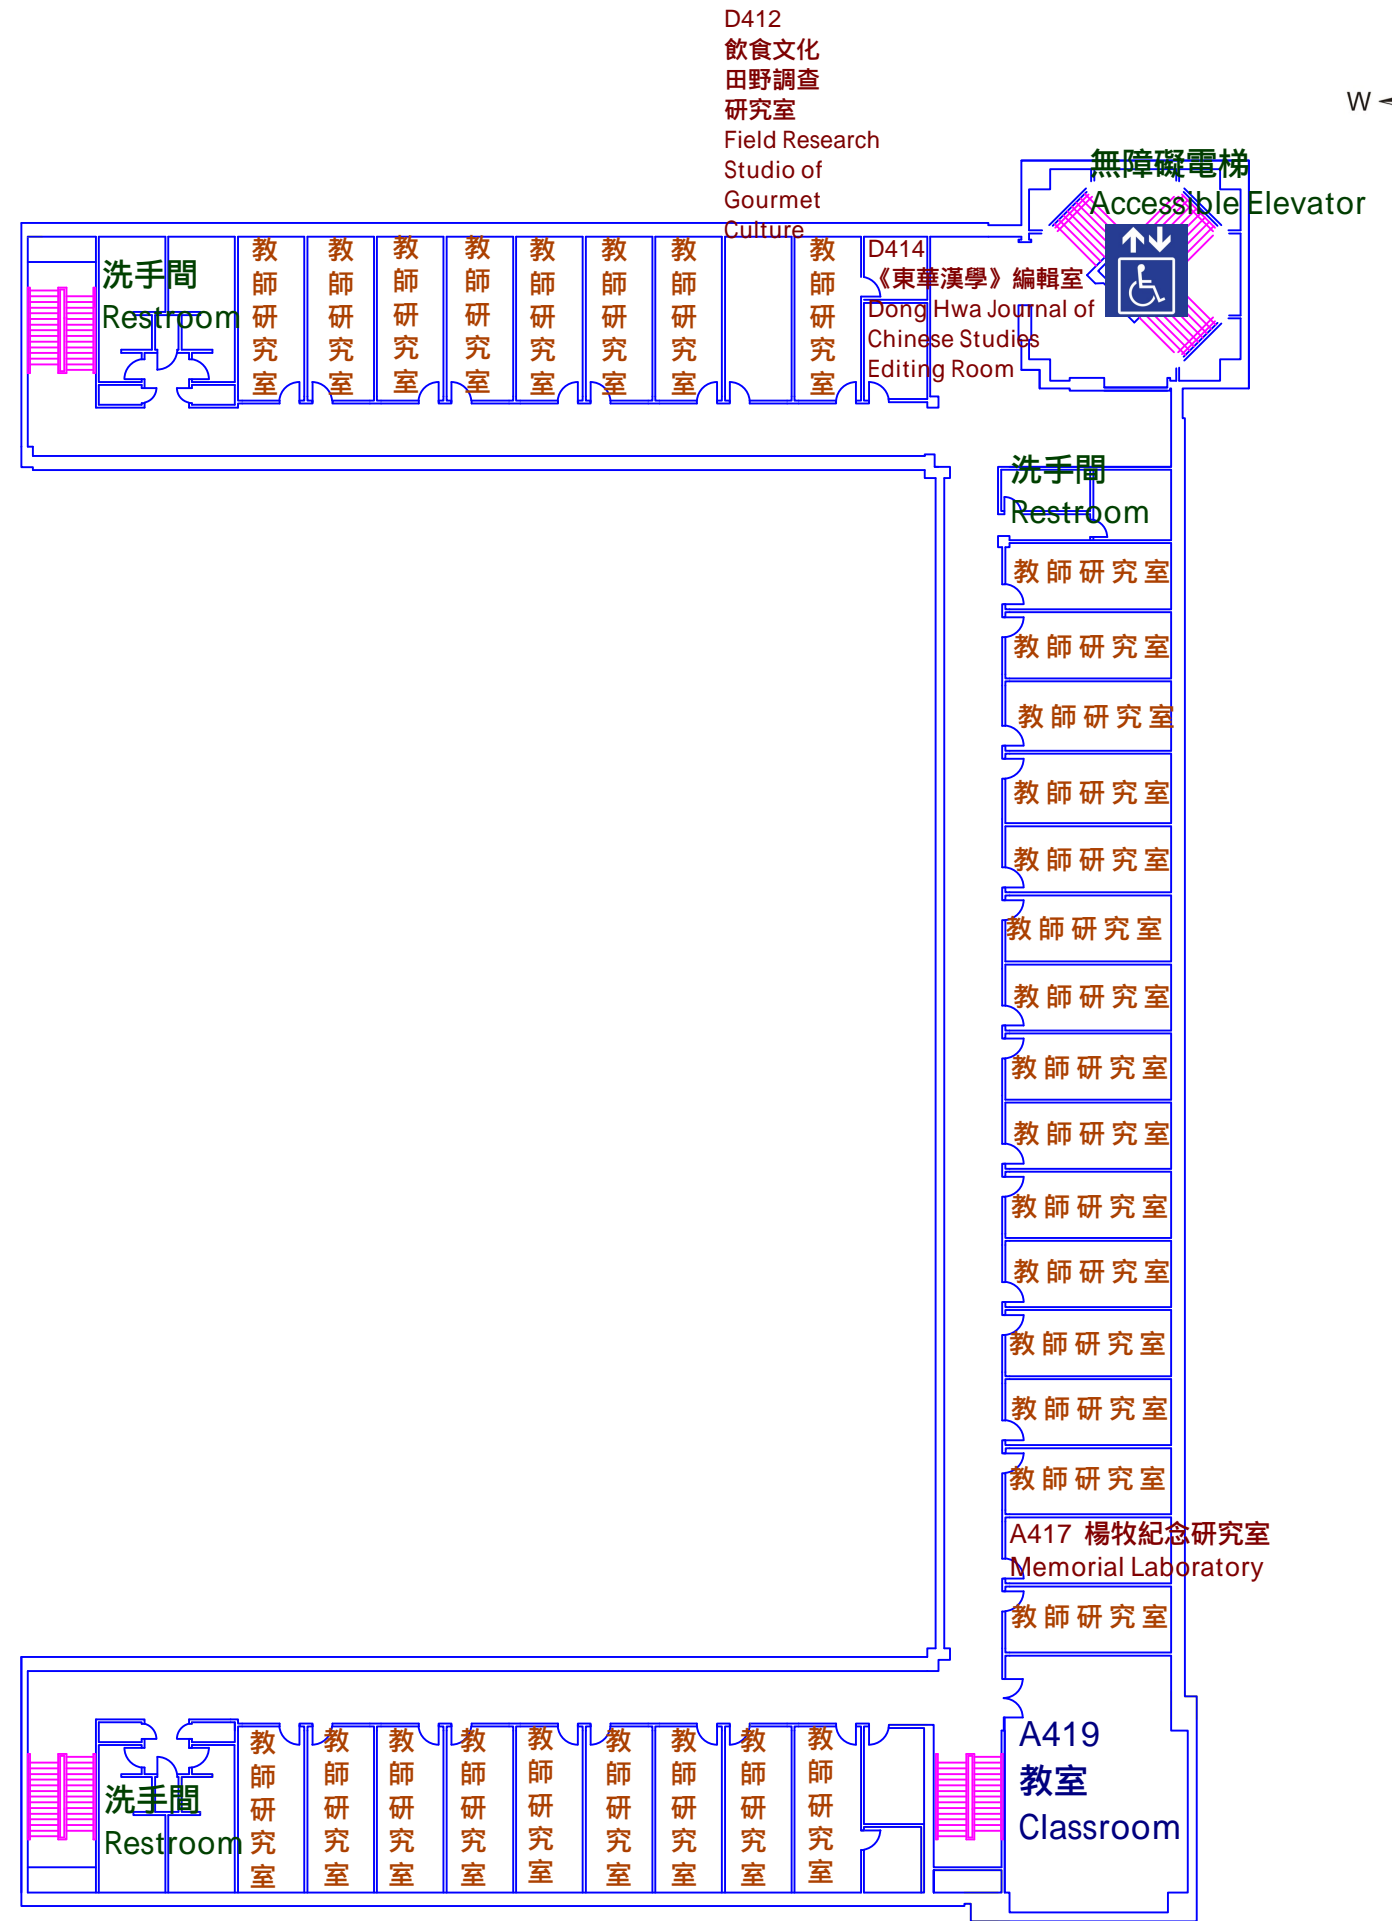 D412
飲食文化
田野調查
研究室
Field Research
Studio of
Gourmet
Culture
W
無障礙電梯
Accessible Elevator
洗手間
Restroom
教師研究室
教師研究室
教師研究室
教師研究室
教師研究室
教師研究室
教師研究室
教師研究室
D414
《東華漢學》編輯室
Dong Hwa Journal of
Chinese Studies
Editing Room
洗手間
Restroom
教師研究室
教師研究室
教師研究室
教師研究室
教師研究室
教師研究室
教師研究室
教師研究室
教師研究室
教師研究室
教師研究室
教師研究室
教師研究室
教師研究室
A417 楊牧紀念研究室
Memorial Laboratory
教師研究室
A419
教室
Classroom
洗手間
Restroom
教師研究室
教師研究室
教師研究室
教師研究室
教師研究室
教師研究室
教師研究室
教師研究室
教師研究室